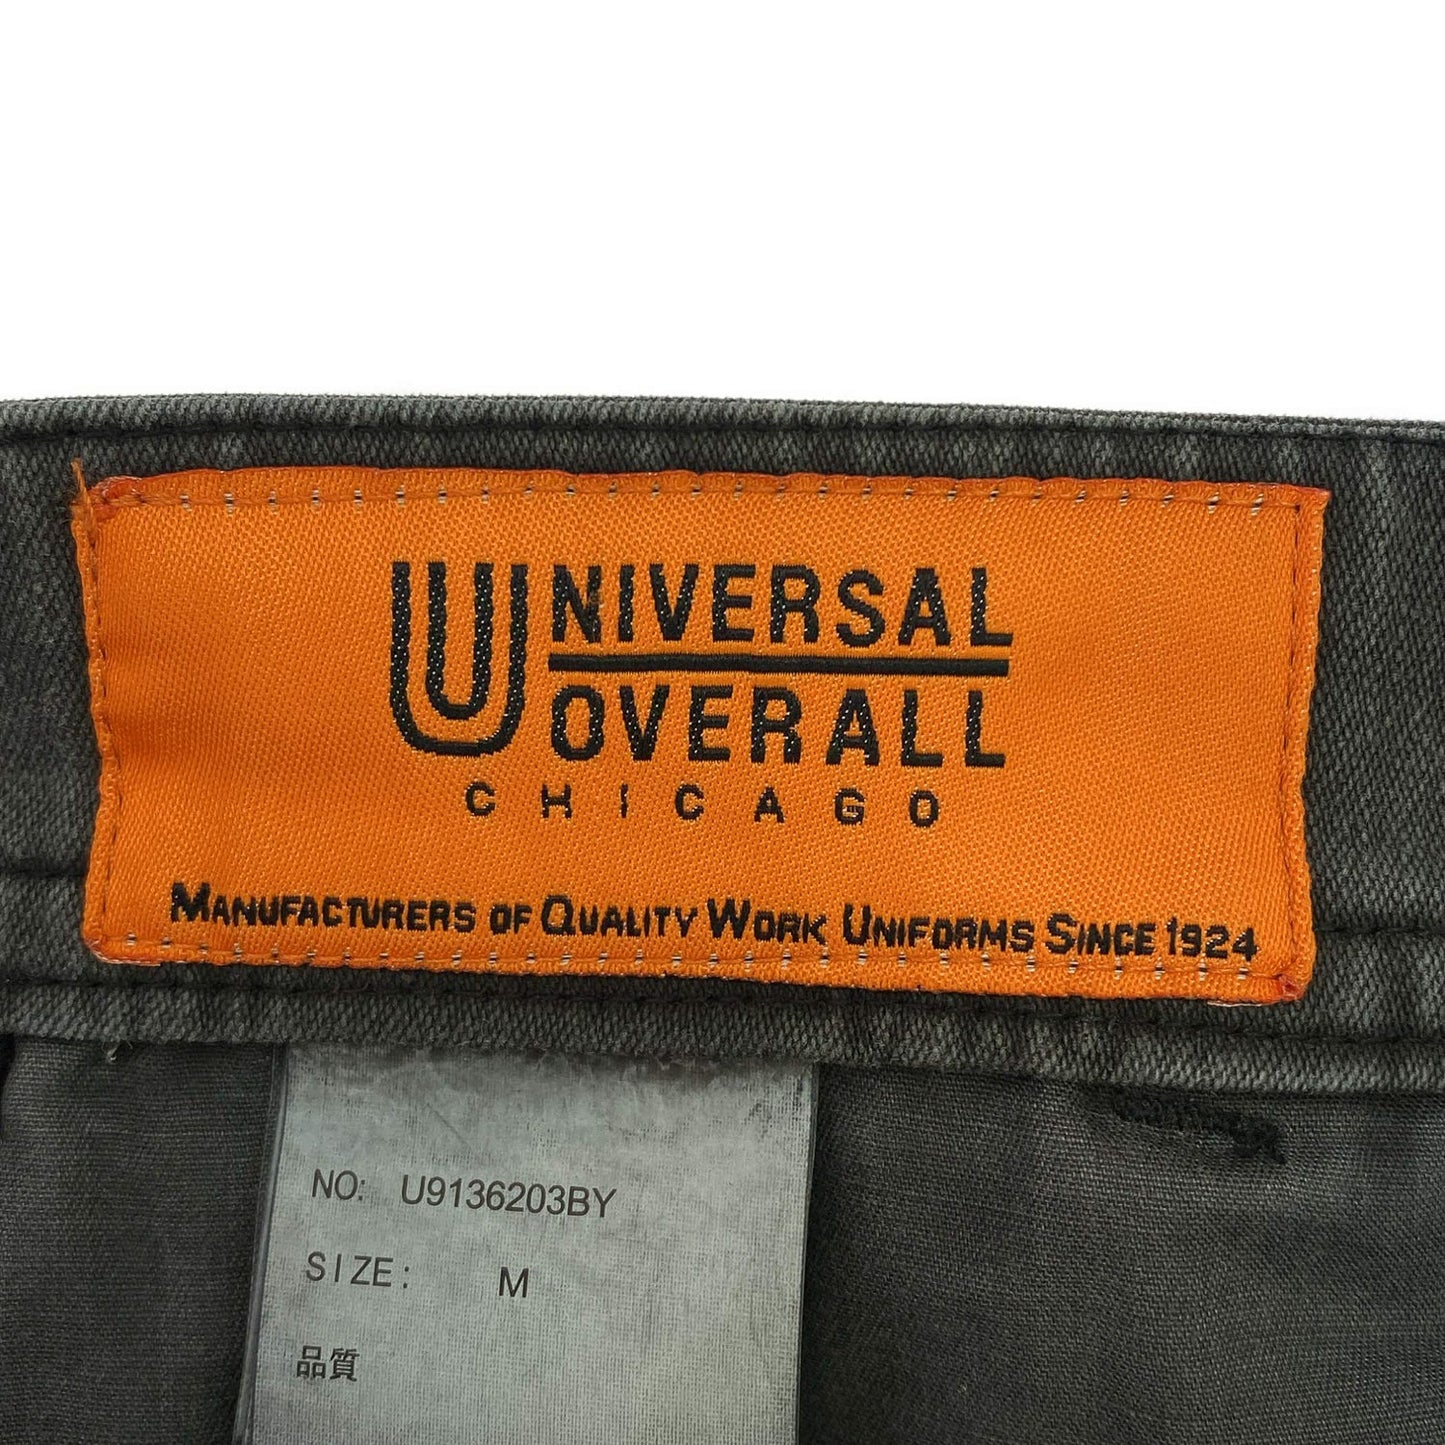 UNIVERSAL
OVERALL
CHICAGO
MANUFACTURERS OF QUALITY WORK UNIFORMS SINCE 1924
NO: U9136203BY
SIZE: M
品質